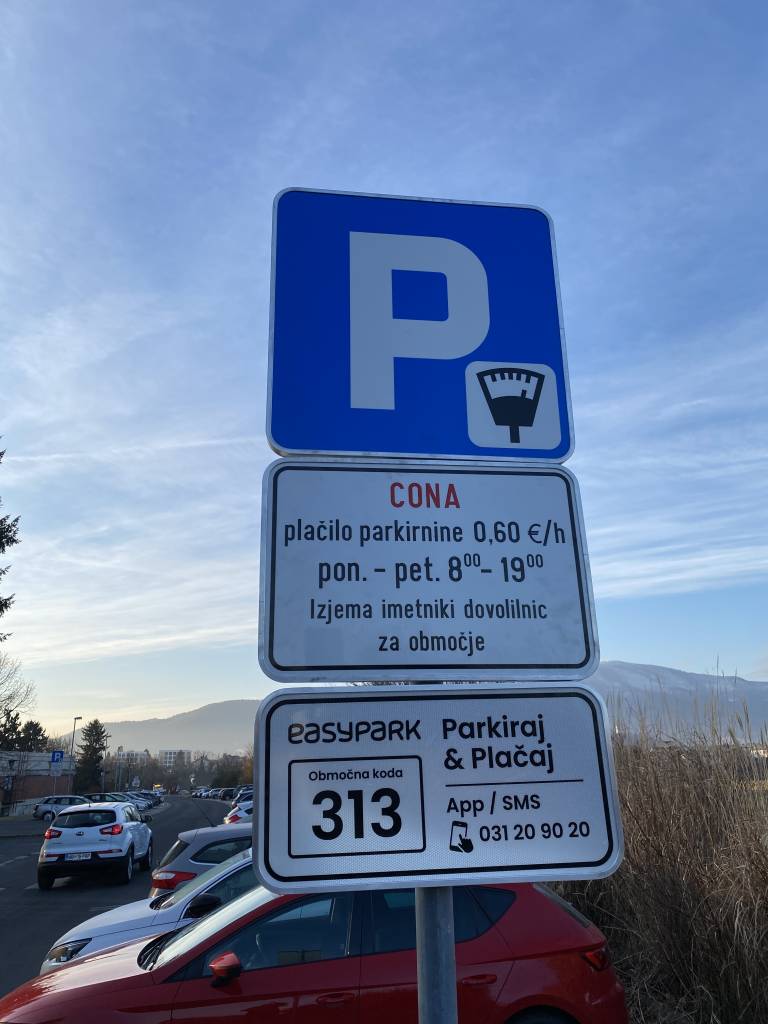 P
CONA
plačilo parkirnine 0,60 €/h
pon. - pet. 8⁰⁰- 19⁰⁰
Izjema imetniki dovolilnic
za območje
easypark
Območna koda
313
Parkiraj
& Plačaj
App / SMS
031 20 90 20